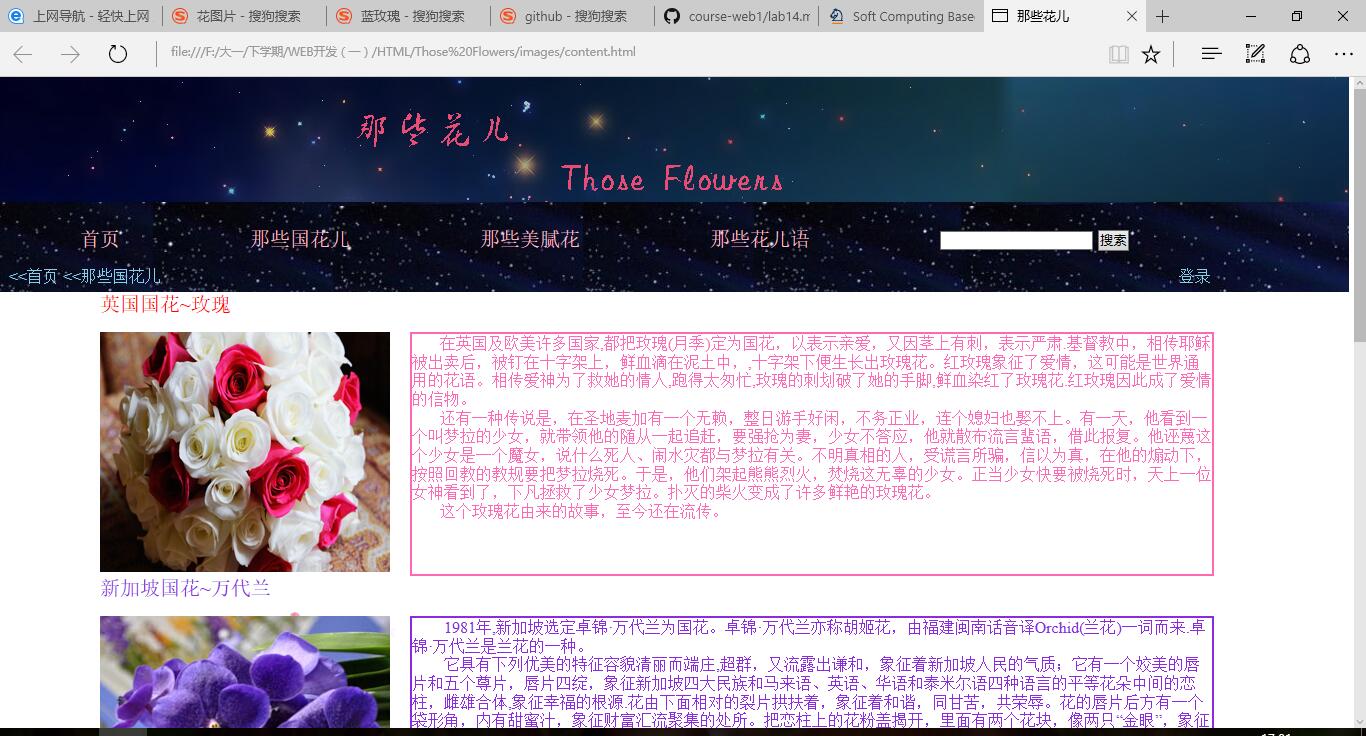 上网导航 - 轻快上网
花图片 - 搜狗搜索
蓝玫瑰 - 搜狗搜索
github - 搜狗搜索
course-web1/lab14.m
Soft Computing Base
那些花儿
file:///F:/大一/下学期/WEB开发（一）/HTML/Those%20Flowers/images/content.html
那些花儿
Those Flowers
首页
那些国花儿
那些美腻花
那些花儿语
搜索
<<首页 <<那些国花儿
登录
英国国花~玫瑰
在英国及欧美许多国家,都把玫瑰(月季)定为国花，以表示亲爱，又因茎上有刺，表示严肃.基督教中，相传耶稣
被出卖后，被钉在十字架上，鲜血滴在泥土中，,十字架下便生长出玫瑰花。红玫瑰象征了爱情，这可能是世界通
用的花语。相传爱神为了救她的情人,跑得太匆忙,玫瑰的刺划破了她的手脚,鲜血染红了玫瑰花.红玫瑰因此成了爱情
的信物。
还有一种传说是，在圣地麦加有一个无赖，整日游手好闲，不务正业，连个媳妇也娶不上。有一天，他看到一
个叫梦拉的少女，就带领他的随从一起追赶，要强抢为妻，少女不答应，他就散布流言蜚语，借此报复。他诬蔑这
个少女是一个魔女，说什么死人、闹水灾都与梦拉有关。不明真相的人，受谎言所骗，信以为真，在他的煽动下，
按照回教的教规要把梦拉烧死。于是，他们架起熊熊烈火，焚烧这无辜的少女。正当少女快要被烧死时，天上一位
女神看到了，下凡拯救了少女梦拉。扑灭的柴火变成了许多鲜艳的玫瑰花。
这个玫瑰花由来的故事，至今还在流传。
新加坡国花~万代兰
1981年,新加坡选定卓锦·万代兰为国花。卓锦·万代兰亦称胡姬花，由福建闽南话音译Orchid(兰花)一词而来.卓
锦·万代兰是兰花的一种。
它具有下列优美的特征容貌清丽而端庄,超群，又流露出谦和，象征着新加坡人民的气质；它有一个姣美的唇
片和五个尊片，唇片四绽，象征新加坡四大民族和马来语、英语、华语和泰米尔语四种语言的平等花朵中间的恋
柱，雌雄合体,象征幸福的根源.花由下面相对的裂片拱扶着，象征着和谐，同甘苦，共荣辱。花的唇片后方有一个
袋形角，内有甜蜜汁，象征财富汇流聚集的处所。把恋柱上的花粉盖揭开，里面有两个花块，像两只“金眼”，象征